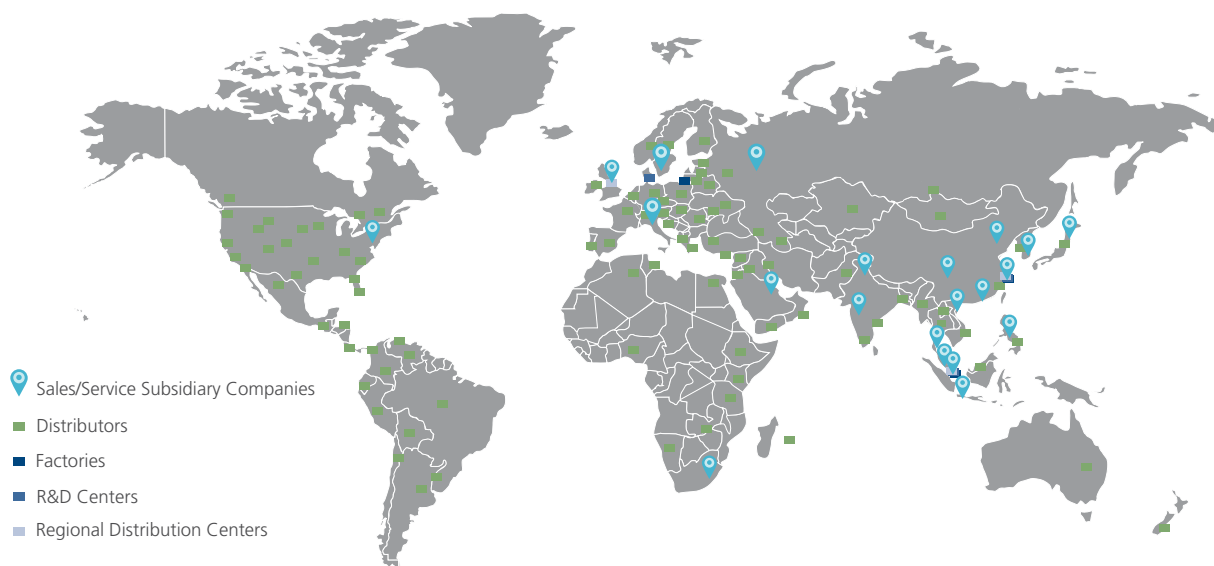 Sales/Service Subsidiary Companies
Distributors
Factories
R&D Centers
Regional Distribution Centers